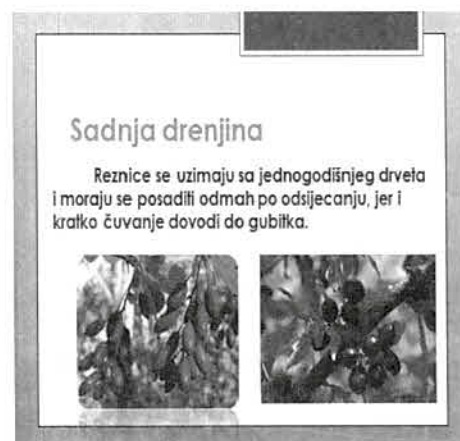 Sadnja drenjina
Reznice se uzimaju sa jednogodišnjeg drveta
i moraju se posaditi odmah po odsijecanju, jer i
kratko čuvanje dovodi do gubitka.